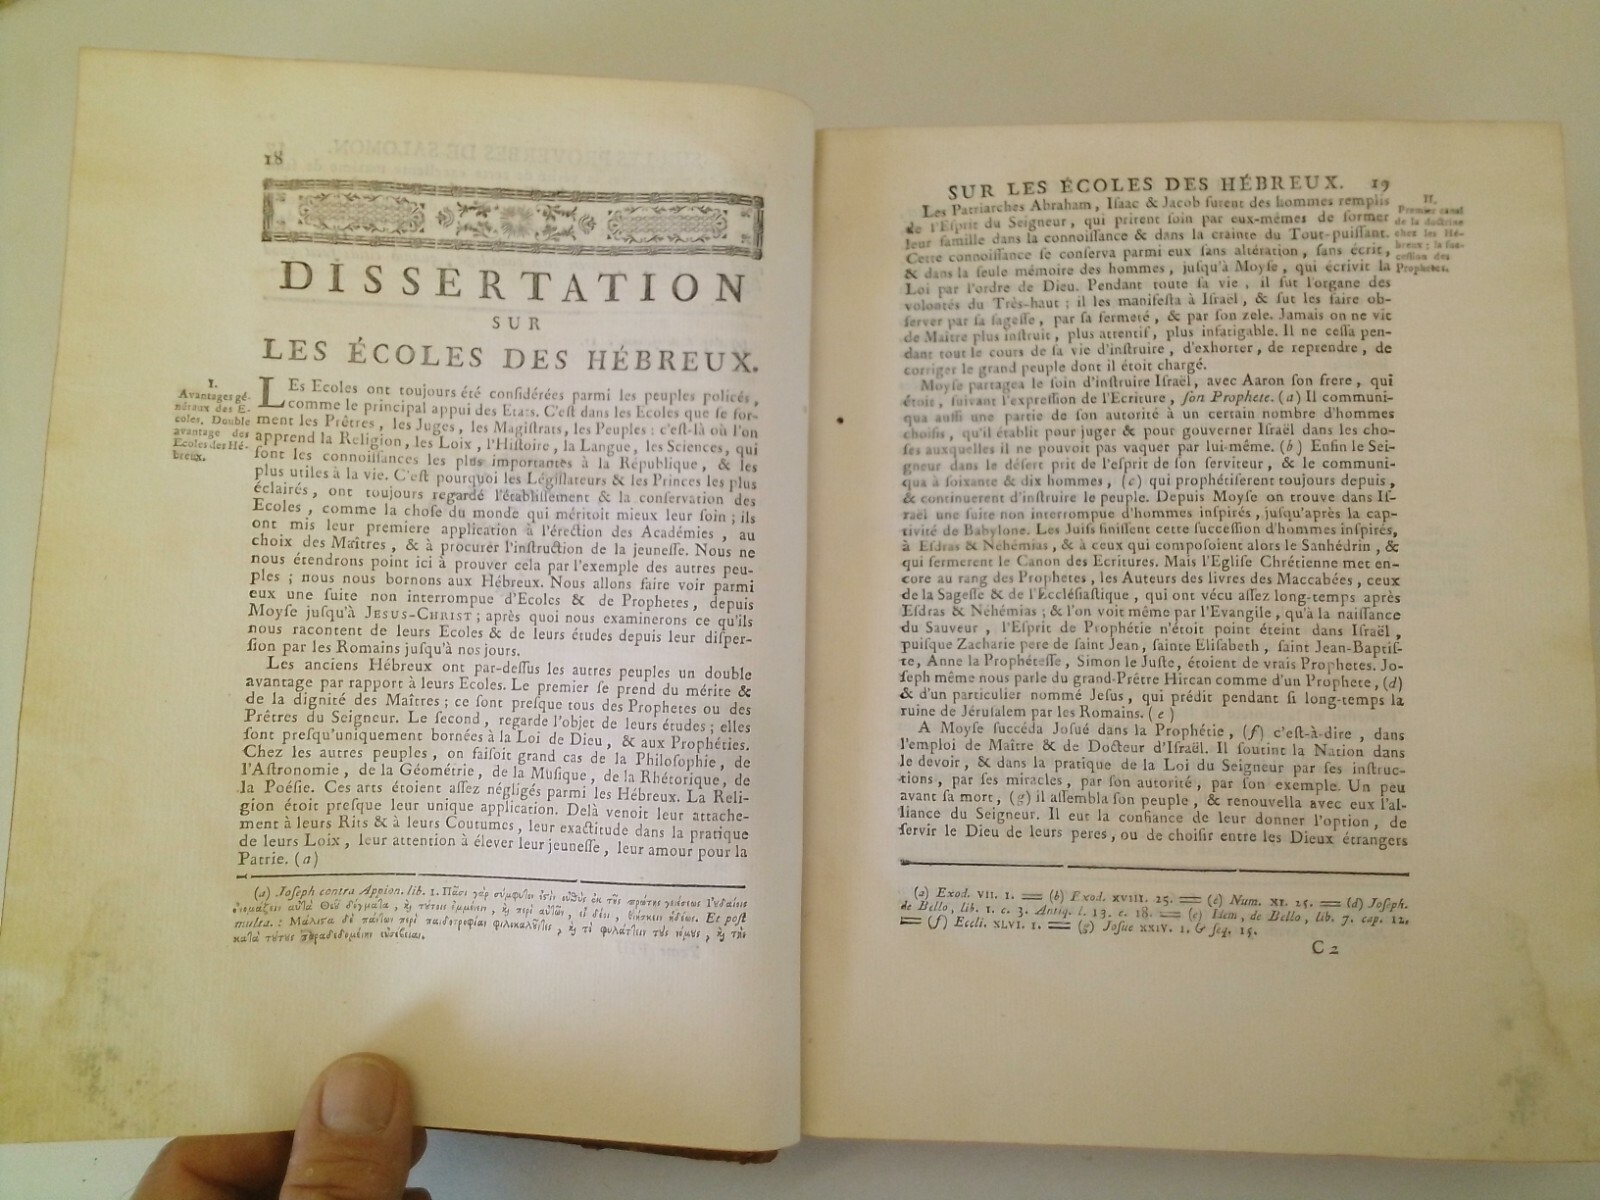 18
DISSERTATION
SUR
LES ÉCOLES DES HÉBREUX.
I.
Avantages gé-
néraux des E-
coles. Double
avantage des
Ecoles des Hé-
breux.
LEs Ecoles ont toujours été conſidérées parmi les peuples policés,
comme le principal appui des Etats. C'eſt dans les Ecoles que ſe for-
ment les Prêtres, les Juges, les Magiſtrats, les Peuples : c'eſt-là où l'on
apprend la Religion, les Loix, l'Hiſtoire, la Langue, les Sciences, qui
ſont les connoiſſances les plus importantes à la République, & les
plus utiles à la vie. C'eſt pourquoi les Légiſlateurs & les Princes les plus
éclairés, ont toujours regardé l'établiſſement & la conſervation des
Ecoles, comme la choſe du monde qui méritoit mieux leur ſoin ; ils
ont mis leur premiere application à l'érection des Académies, au
choix des Maîtres, & à procurer l'inſtruction de la jeuneſſe. Nous ne
nous étendrons point ici à prouver cela par l'exemple des autres peu-
ples ; nous nous bornons aux Hébreux. Nous allons faire voir parmi
eux une ſuite non interrompue d'Ecoles & de Prophetes, depuis
Moyſe juſqu'à JESUS-CHRIST ; après quoi nous examinerons ce qu'ils
nous racontent de leurs Ecoles & de leurs études depuis leur diſper-
ſion par les Romains juſqu'à nos jours.
Les anciens Hébreux ont par-deſſus les autres peuples un double
avantage par rapport à leurs Ecoles. Le premier ſe prend du mérite &
de la dignité des Maîtres ; ce ſont preſque tous des Prophetes ou des
Prêtres du Seigneur. Le ſecond, regarde l'objet de leurs études ; elles
ſont preſqu'uniquement bornées à la Loi de Dieu, & aux Prophéties.
Chez les autres peuples, on faiſoit grand cas de la Philoſophie, de
l'Aſtronomie, de la Géométrie, de la Muſique, de la Rhétorique, de
la Poéſie. Ces arts étoient aſſez négligés parmi les Hébreux. La Reli-
gion étoit preſque leur unique application. Delà venoit leur attache-
ment à leurs Rits & à leurs Coutumes, leur exactitude dans la pratique
de leurs Loix, leur attention à élever leur jeuneſſe, leur amour pour la
Patrie. (a)
(a) Joſeph contra Appion. lib. 1. Πᾶσι γὰρ σύμφυτόν ἐστιν εὐθὺς ἐκ τῆς πρώτης γενέσεως Ἰουδαίοις
Et poſt
multa :
SUR LES ÉCOLES DES HÉBREUX. 19
II.
Premier canal
de la doctrine
chez les Hé-
breux ; la ſuc-
ceſſion des
Prophetes.
Les Patriarches Abraham, Iſaac & Jacob furent des hommes remplis
de l'Eſprit du Seigneur, qui prirent ſoin par eux-mêmes de former
leur famille dans la connoiſſance & dans la crainte du Tout-puiſſant.
Cette connoiſſance ſe conſerva parmi eux ſans altération, ſans écrit,
& dans la ſeule mémoire des hommes, juſqu'à Moyſe, qui écrivit la
Loi par l'ordre de Dieu. Pendant toute ſa vie, il fut l'organe des
volontés du Très-haut ; il les manifeſta à Iſraël, & ſut les faire ob-
ſerver par ſa ſageſſe, par ſa fermeté, & par ſon zele. Jamais on ne vit
de Maître plus inſtruit, plus attentif, plus infatigable. Il ne ceſſa pen-
dant tout le cours de ſa vie d'inſtruire, d'exhorter, de reprendre, de
corriger le grand peuple dont il étoit chargé.
Moyſe partagea le ſoin d'inſtruire Iſraël, avec Aaron ſon frere, qui
étoit, ſuivant l'expreſſion de l'Ecriture, ſon Prophete. (a) Il communi-
qua auſſi une partie de ſon autorité à un certain nombre d'hommes
choiſis, qu'il établit pour juger & pour gouverner Iſraël dans les cho-
ſes auxquelles il ne pouvoit pas vaquer par lui-même. (b) Enfin le Sei-
gneur dans le déſert prit de l'eſprit de ſon ſerviteur, & le communi-
qua à ſoixante & dix hommes, (c) qui prophétiſerent toujours depuis,
& continuerent d'inſtruire le peuple. Depuis Moyſe on trouve dans Iſ-
raël une ſuite non interrompue d'hommes inſpirés, juſqu'après la cap-
tivité de Babylone. Les Juifs finiſſent cette ſucceſſion d'hommes inſpirés,
à Eſdras & Néhémias, & à ceux qui compoſoient alors le Sanhédrin, &
qui fermerent le Canon des Ecritures. Mais l'Egliſe Chrétienne met en-
core au rang des Prophetes, les Auteurs des livres des Maccabées, ceux
de la Sageſſe & de l'Eccléſiaſtique, qui ont vécu aſſez long-temps après
Eſdras & Néhémias ; & l'on voit même par l'Evangile, qu'à la naiſſance
du Sauveur, l'Eſprit de Prophétie n'étoit point éteint dans Iſraël,
puiſque Zacharie pere de ſaint Jean, ſainte Eliſabeth, ſaint Jean-Baptiſ-
te, Anne la Prophéteſſe, Simon le Juſte, étoient de vrais Prophetes. Jo-
ſeph même nous parle du grand-Prêtre Hircan comme d'un Prophete, (d)
& d'un particulier nommé Jeſus, qui prédit pendant ſi long-temps la
ruine de Jéruſalem par les Romains. (e)
A Moyſe ſuccéda Joſué dans la Prophétie, (f) c'eſt-à-dire, dans
l'emploi de Maître & de Docteur d'Iſraël. Il ſoutint la Nation dans
le devoir, & dans la pratique de la Loi du Seigneur par ſes inſtruc-
tions, par ſes miracles, par ſon autorité, par ſon exemple. Un peu
avant ſa mort, (g) il aſſembla ſon peuple, & renouvella avec eux l'al-
liance du Seigneur. Il eut la confiance de leur donner l'option, de
ſervir le Dieu de leurs peres, ou de choiſir entre les Dieux étrangers
(a) Exod. VII. 1. == (b) Exod. XVIII. 25. == (c) Num. XI. 25. == (d) Joſeph.
de Bello, lib. 1. c. 3. Antiq. l. 13. c. 18. == (e) Idem, de Bello, lib. 7. cap. 12.
== (f) Eccli. XLVI. 1. == (g) Joſue XXIV. 1. & ſeq. 15.
C 2